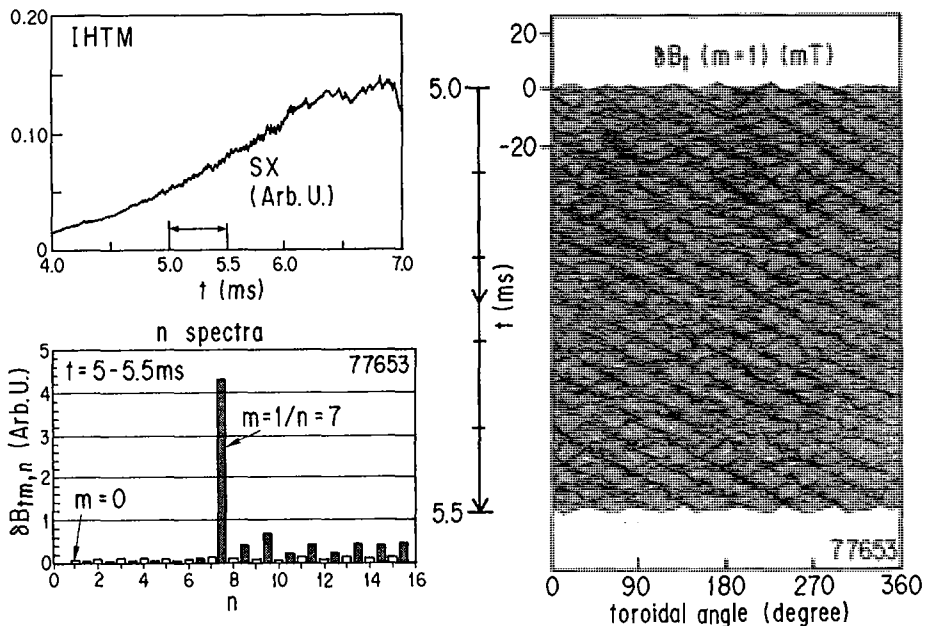 0.20
IHTM
0.10
SX
(Arb. U.)
0
4.0
5.0
5.5
6.0
7.0
t (ms)
n spectra
5
4
3
2
1
0
t = 5 - 5.5ms
77653
m=1/n=7
m=0
δBtm,n (Arb. U.)
0 2 4 6 8 10 12 14 16
n
5.0
t (ms)
5.5
20
0
-20
δBt (m=1) (mT)
77653
0 90 180 270 360
toroidal angle (degree)